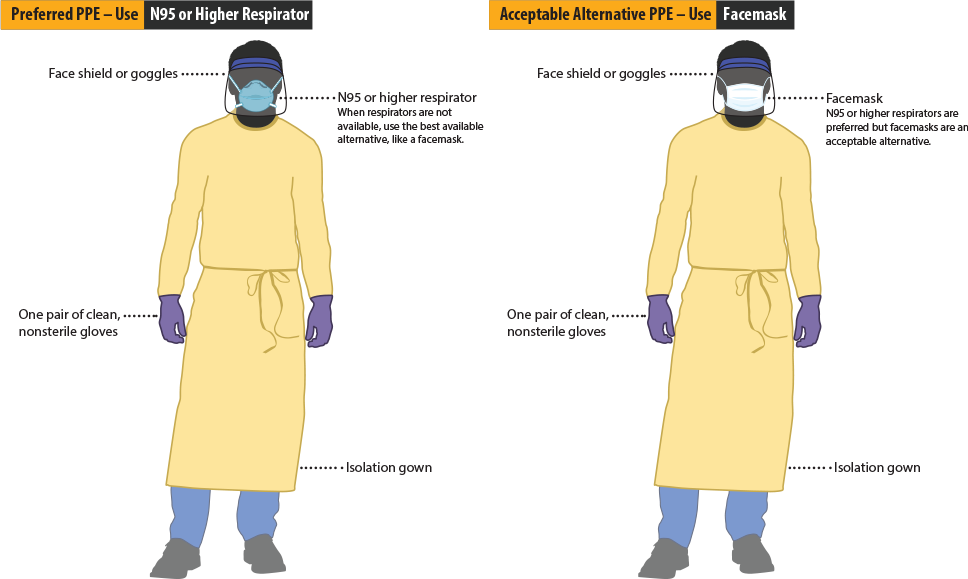 Preferred PPE – Use N95 or Higher Respirator
Face shield or goggles
N95 or higher respirator
When respirators are not
available, use the best available
alternative, like a facemask.
One pair of clean,
nonsterile gloves
Isolation gown
Acceptable Alternative PPE – Use Facemask
Face shield or goggles
Facemask
N95 or higher respirators are
preferred but facemasks are an
acceptable alternative.
One pair of clean,
nonsterile gloves
Isolation gown